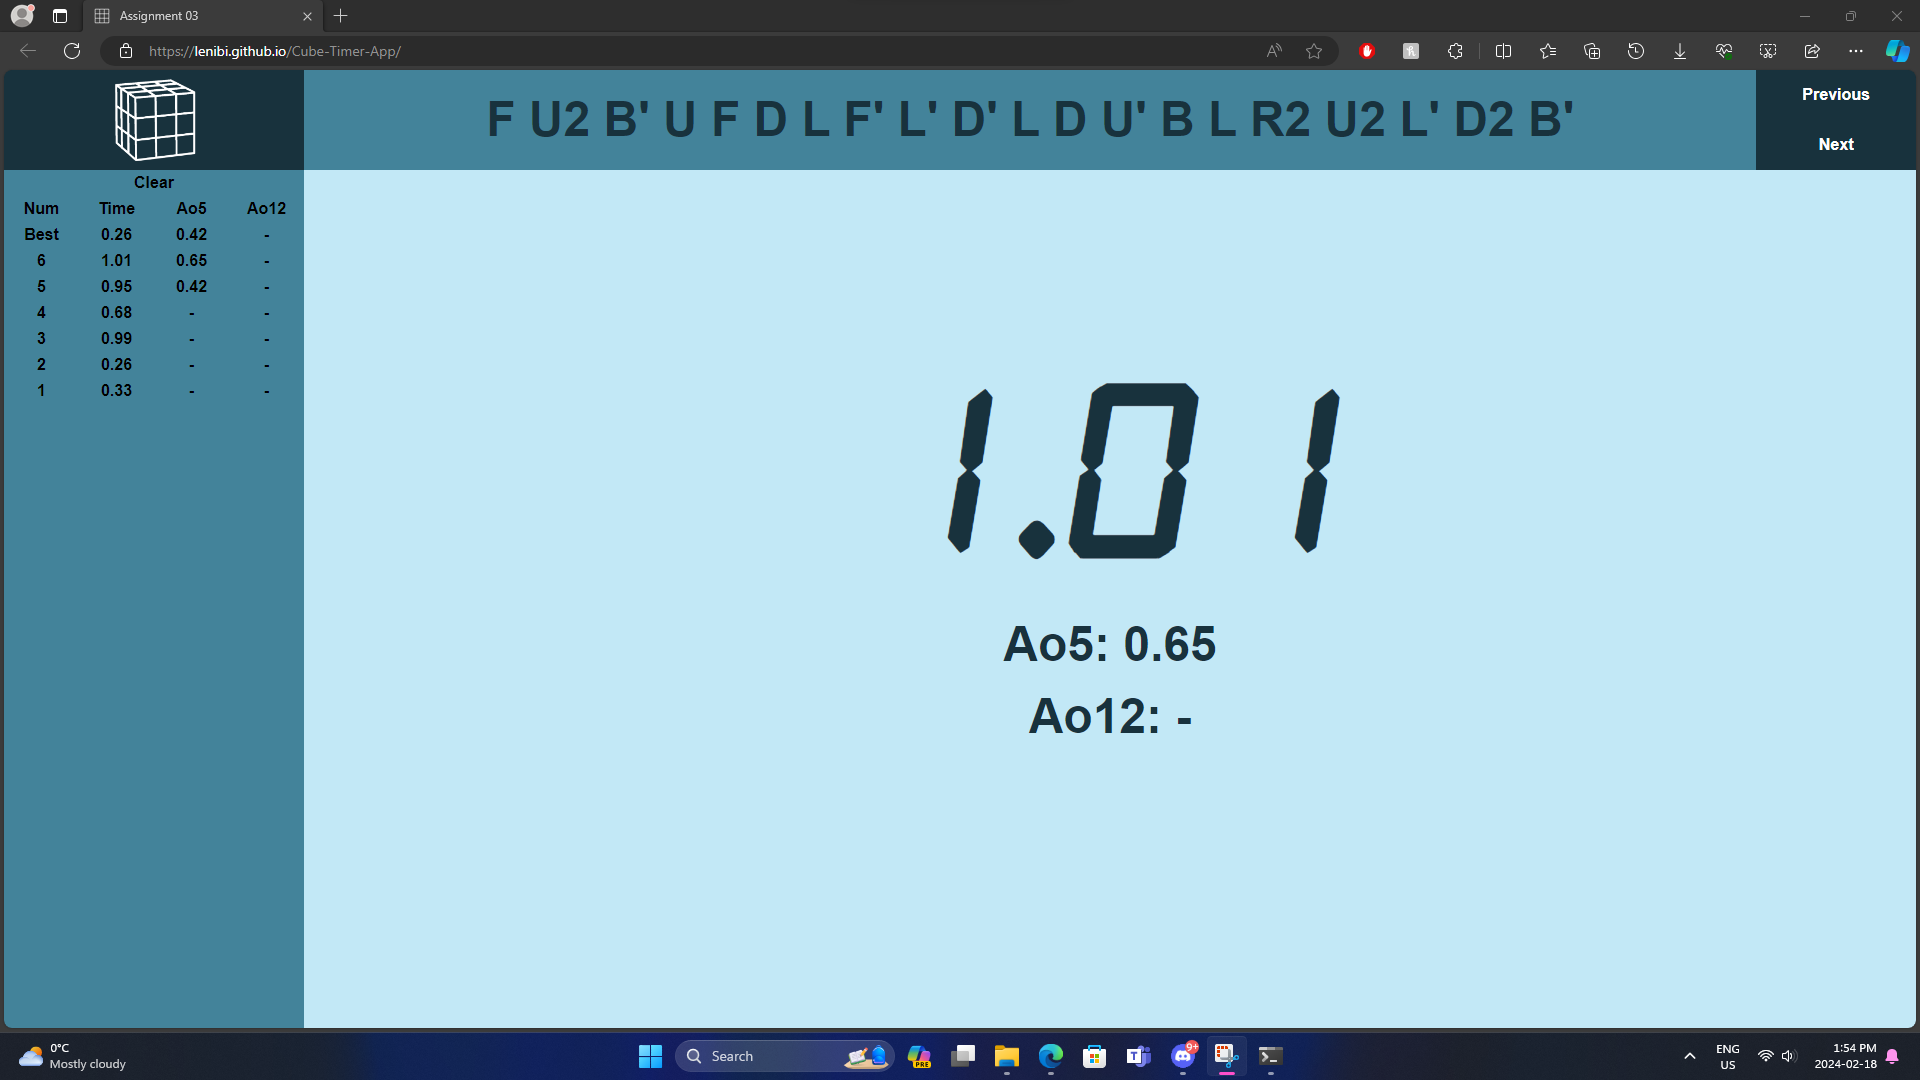 Assignment 03
https://lenibi.github.io/Cube-Timer-App/
F U2 B' U F D L F' L' D' L D U' B L R2 U2 L' D2 B'
Previous
Next
Clear
Num Time Ao5 Ao12
Best 0.26 0.42 -
6 1.01 0.65 -
5 0.95 0.42 -
4 0.68 - -
3 0.99 - -
2 0.26 - -
1 0.33 - -
1.01
Ao5: 0.65
Ao12: -
0°C
Mostly cloudy
Search
PRE
9+
ENG
US
1:54 PM
2024-02-18